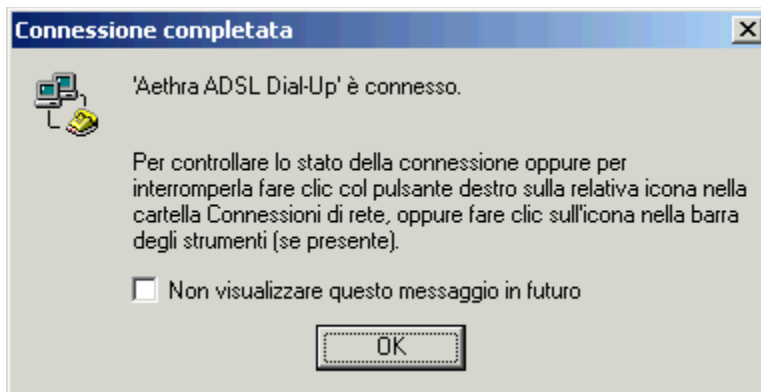 Connessione completata
'Aethra ADSL Dial-Up' è connesso.
Per controllare lo stato della connessione oppure per
interromperla fare clic col pulsante destro sulla relativa icona nella
cartella Connessioni di rete, oppure fare clic sull'icona nella barra
degli strumenti (se presente).
Non visualizzare questo messaggio in futuro
OK